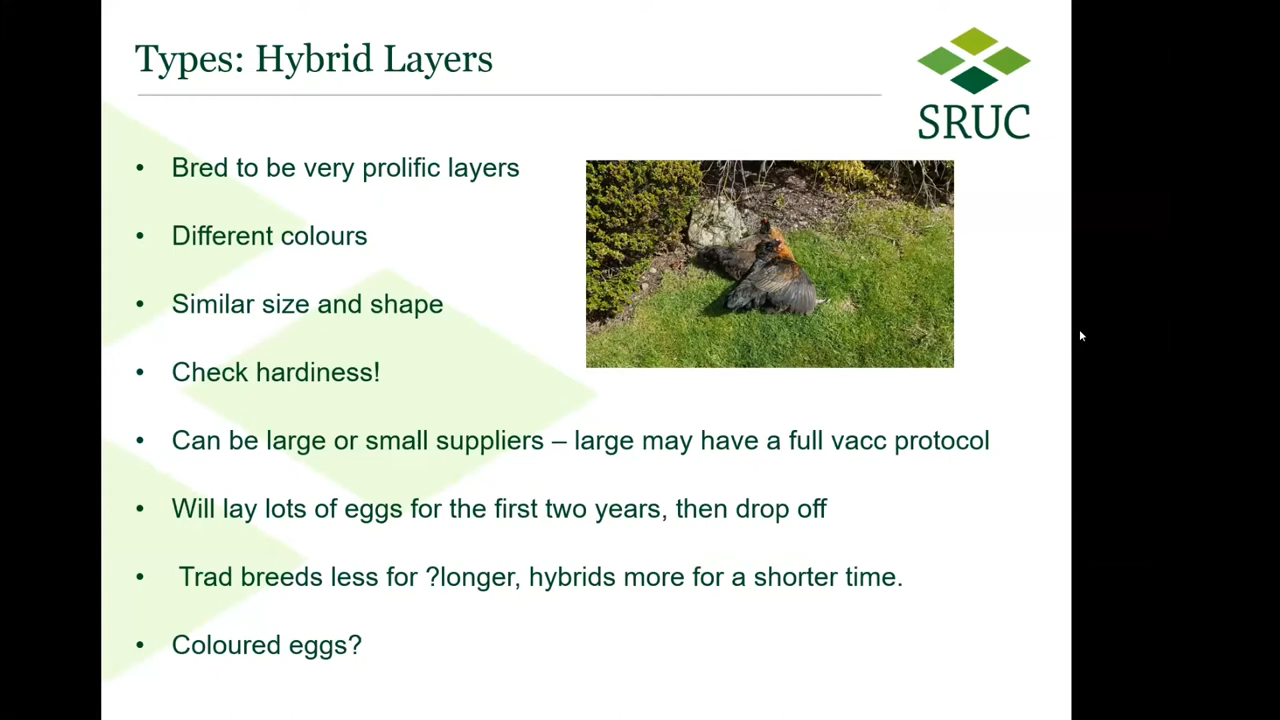 Types: Hybrid Layers
SRUC
• Bred to be very prolific layers
• Different colours
• Similar size and shape
• Check hardiness!
• Can be large or small suppliers – large may have a full vacc protocol
• Will lay lots of eggs for the first two years, then drop off
• Trad breeds less for ?longer, hybrids more for a shorter time.
• Coloured eggs?